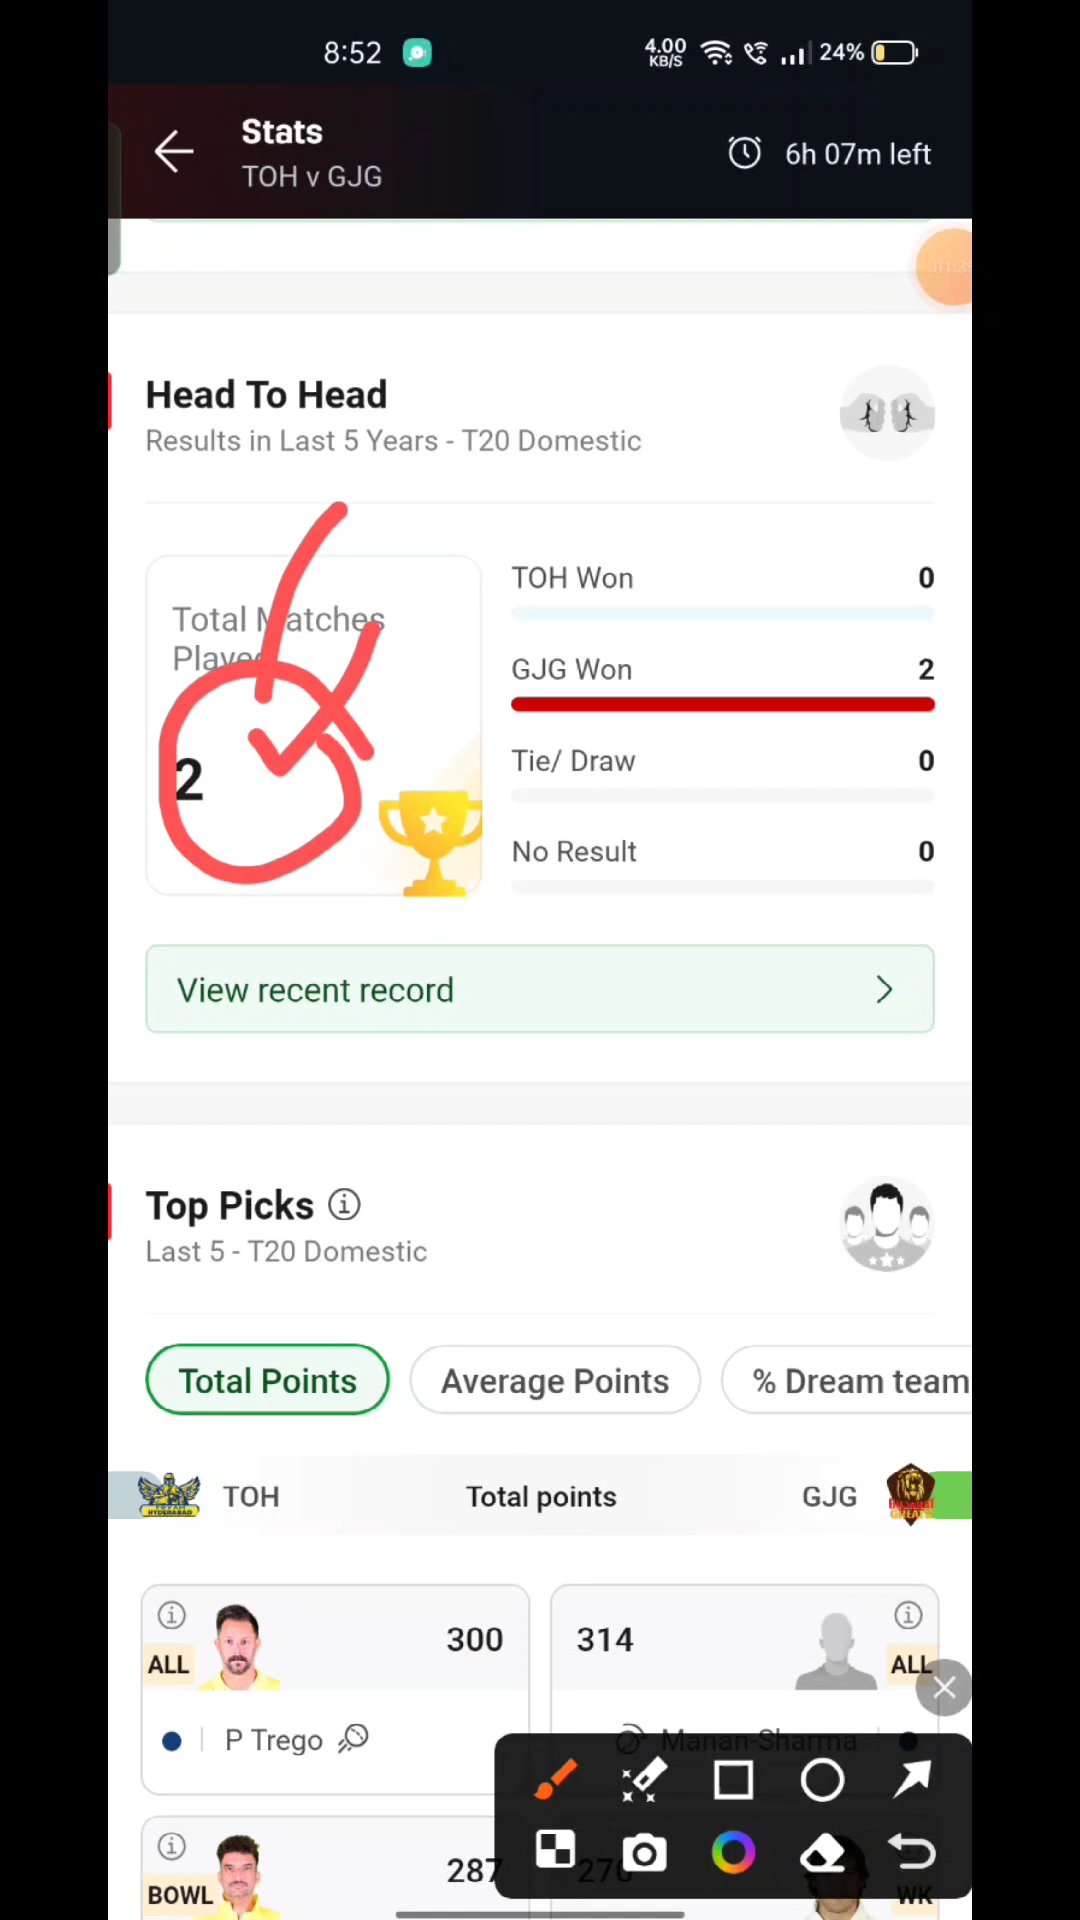 8:52
4.00 KB/S
24%
Stats
TOH v GJG
6h 07m left
Head To Head
Results in Last 5 Years - T20 Domestic
Total Matches
Played
2
TOH Won 0
GJG Won 2
Tie/ Draw 0
No Result 0
View recent record
Top Picks
Last 5 - T20 Domestic
Total Points
Average Points
% Dream team
TOH
Total points
GJG
300
314
ALL
ALL
P Trego
Manan-Sharma
287
270
BOWL
WK